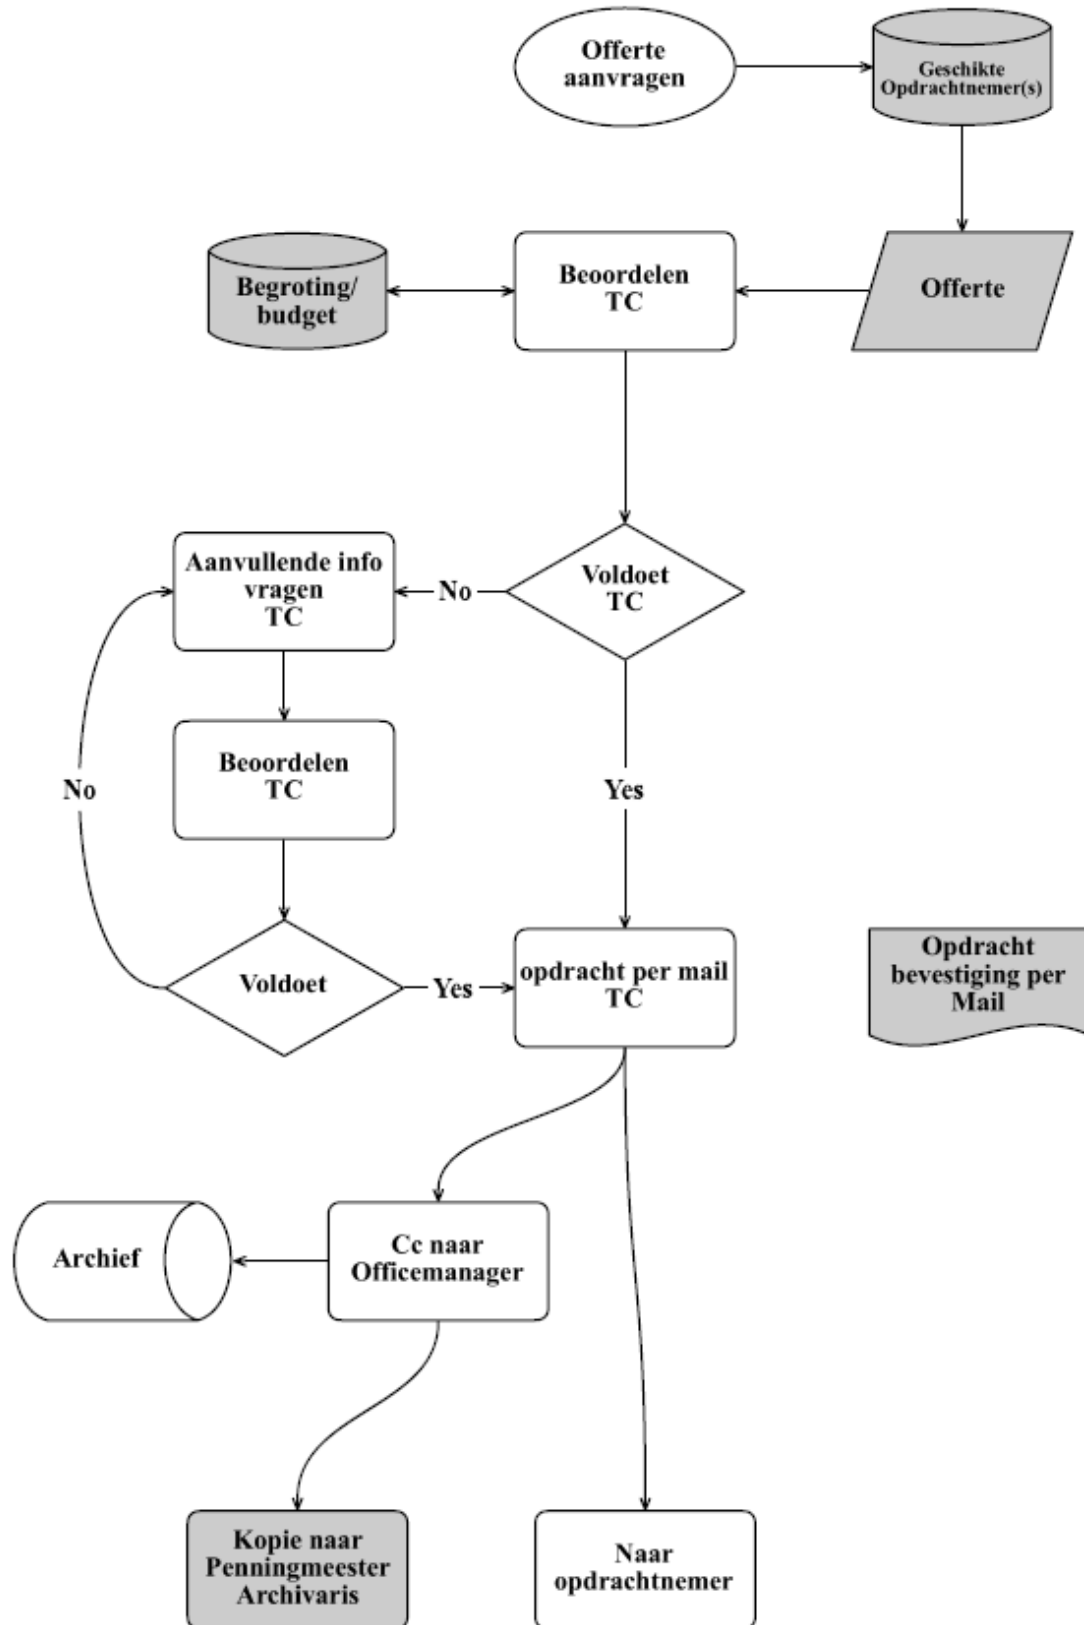 Offerte
aanvragen
Geschikte
Opdrachtnemer(s)
Begroting/
budget
Beoordelen
TC
Offerte
Aanvullende info
vragen
TC
No
Voldoet
TC
Beoordelen
TC
No
Yes
Voldoet
Yes
opdracht per mail
TC
Opdracht
bevestiging per
Mail
Archief
Cc naar
Officemanager
Kopie naar
Penningmeester
Archivaris
Naar
opdrachtnemer